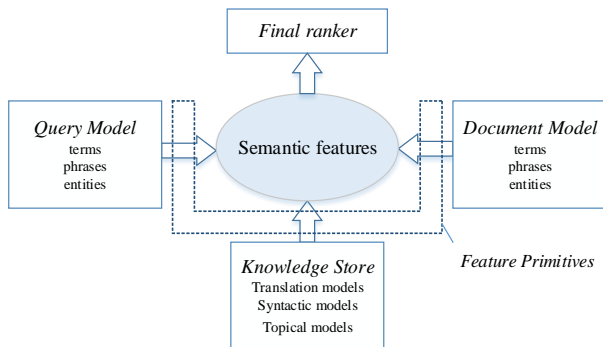 Final ranker
Query Model
terms
phrases
entities
Semantic features
Document Model
terms
phrases
entities
Knowledge Store
Translation models
Syntactic models
Topical models
Feature Primitives